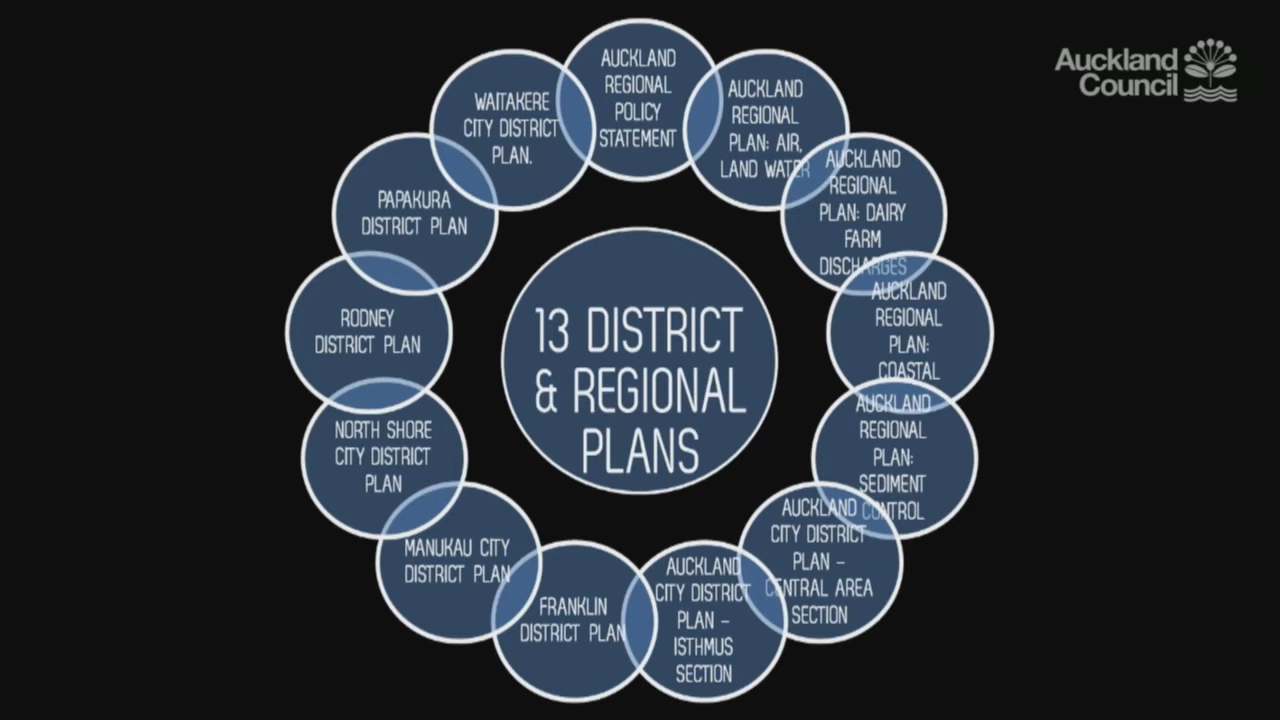 Auckland
Council
AUCKLAND
REGIONAL
POLICY
STATEMENT
AUCKLAND
REGIONAL
PLAN: AIR,
LAND WATER
AUCKLAND
REGIONAL
PLAN: DAIRY
FARM
DISCHARGES
AUCKLAND
REGIONAL
PLAN:
COASTAL
AUCKLAND
REGIONAL
PLAN:
SEDIMENT
CONTROL
AUCKLAND
CITY DISTRICT
PLAN –
CENTRAL AREA
SECTION
AUCKLAND
CITY DISTRICT
PLAN –
ISTHMUS
SECTION
FRANKLIN
DISTRICT PLAN
MANUKAU CITY
DISTRICT PLAN
NORTH SHORE
CITY DISTRICT
PLAN
RODNEY
DISTRICT PLAN
PAPAKURA
DISTRICT PLAN
WAITAKERE
CITY DISTRICT
PLAN.
13 DISTRICT
& REGIONAL
PLANS